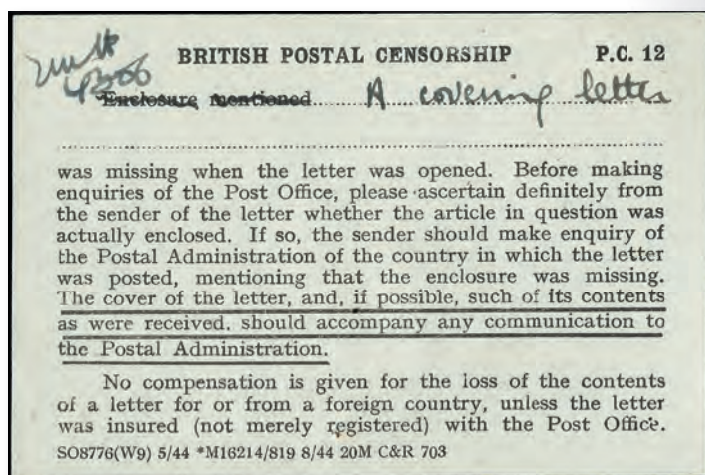 BRITISH POSTAL CENSORSHIP P.C. 12
Enclosure mentioned A covering letter
was missing when the letter was opened. Before making
enquiries of the Post Office, please ascertain definitely from
the sender of the letter whether the article in question was
actually enclosed. If so, the sender should make enquiry of
the Postal Administration of the country in which the letter
was posted, mentioning that the enclosure was missing.
The cover of the letter, and, if possible, such of its contents
as were received, should accompany any communication to
the Postal Administration.
No compensation is given for the loss of the contents
of a letter for or from a foreign country, unless the letter
was insured (not merely registered) with the Post Office.
SO8776(W9) 5/44 *M16214/819 8/44 20M C&R 703